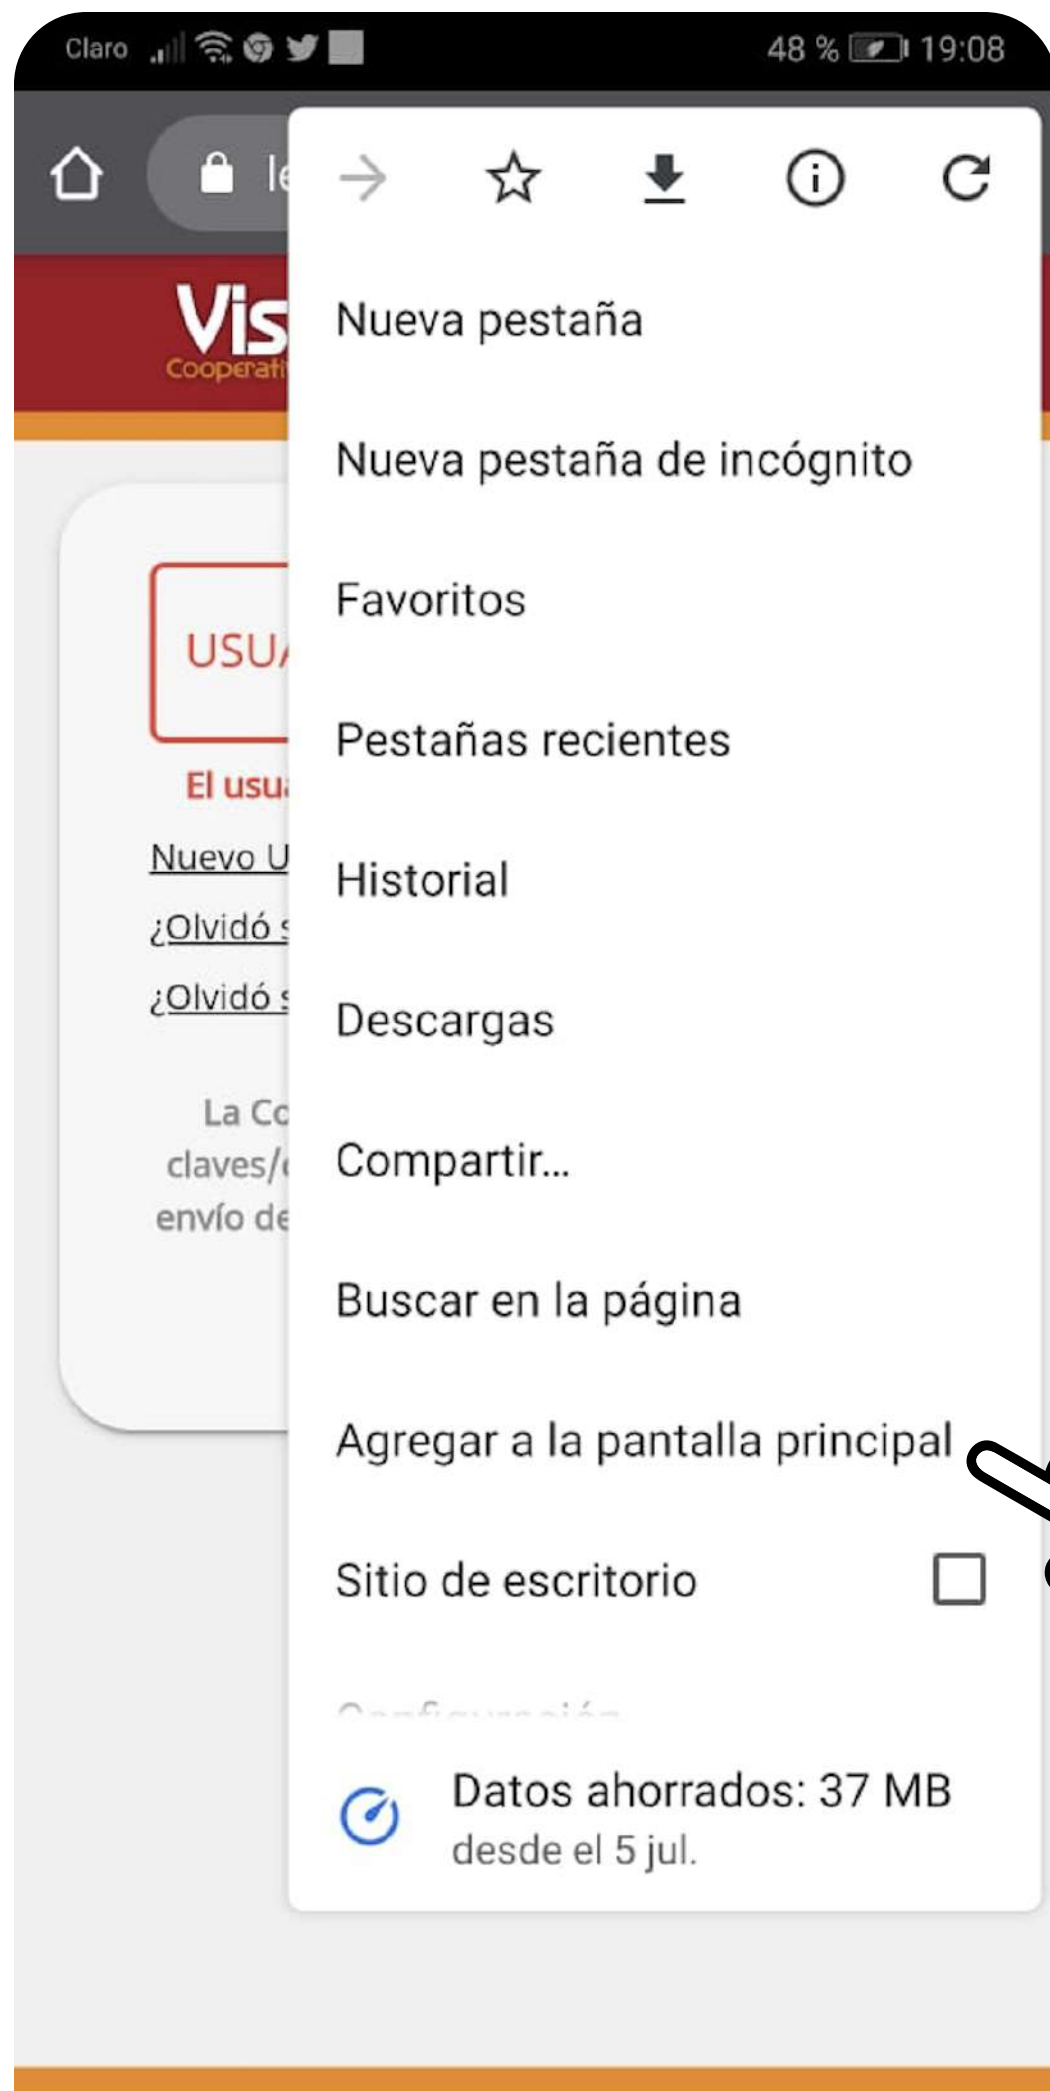 Claro
48 % 19:08
Vis
Cooperati
Nueva pestaña
Nueva pestaña de incógnito
Favoritos
USU
Pestañas recientes
El usu
Nuevo U
Historial
¿Olvidó s
¿Olvidó s
Descargas
La Co
claves/
envío de
Compartir...
Buscar en la página
Agregar a la pantalla principal
Sitio de escritorio
Configuración
Datos ahorrados: 37 MB
desde el 5 jul.